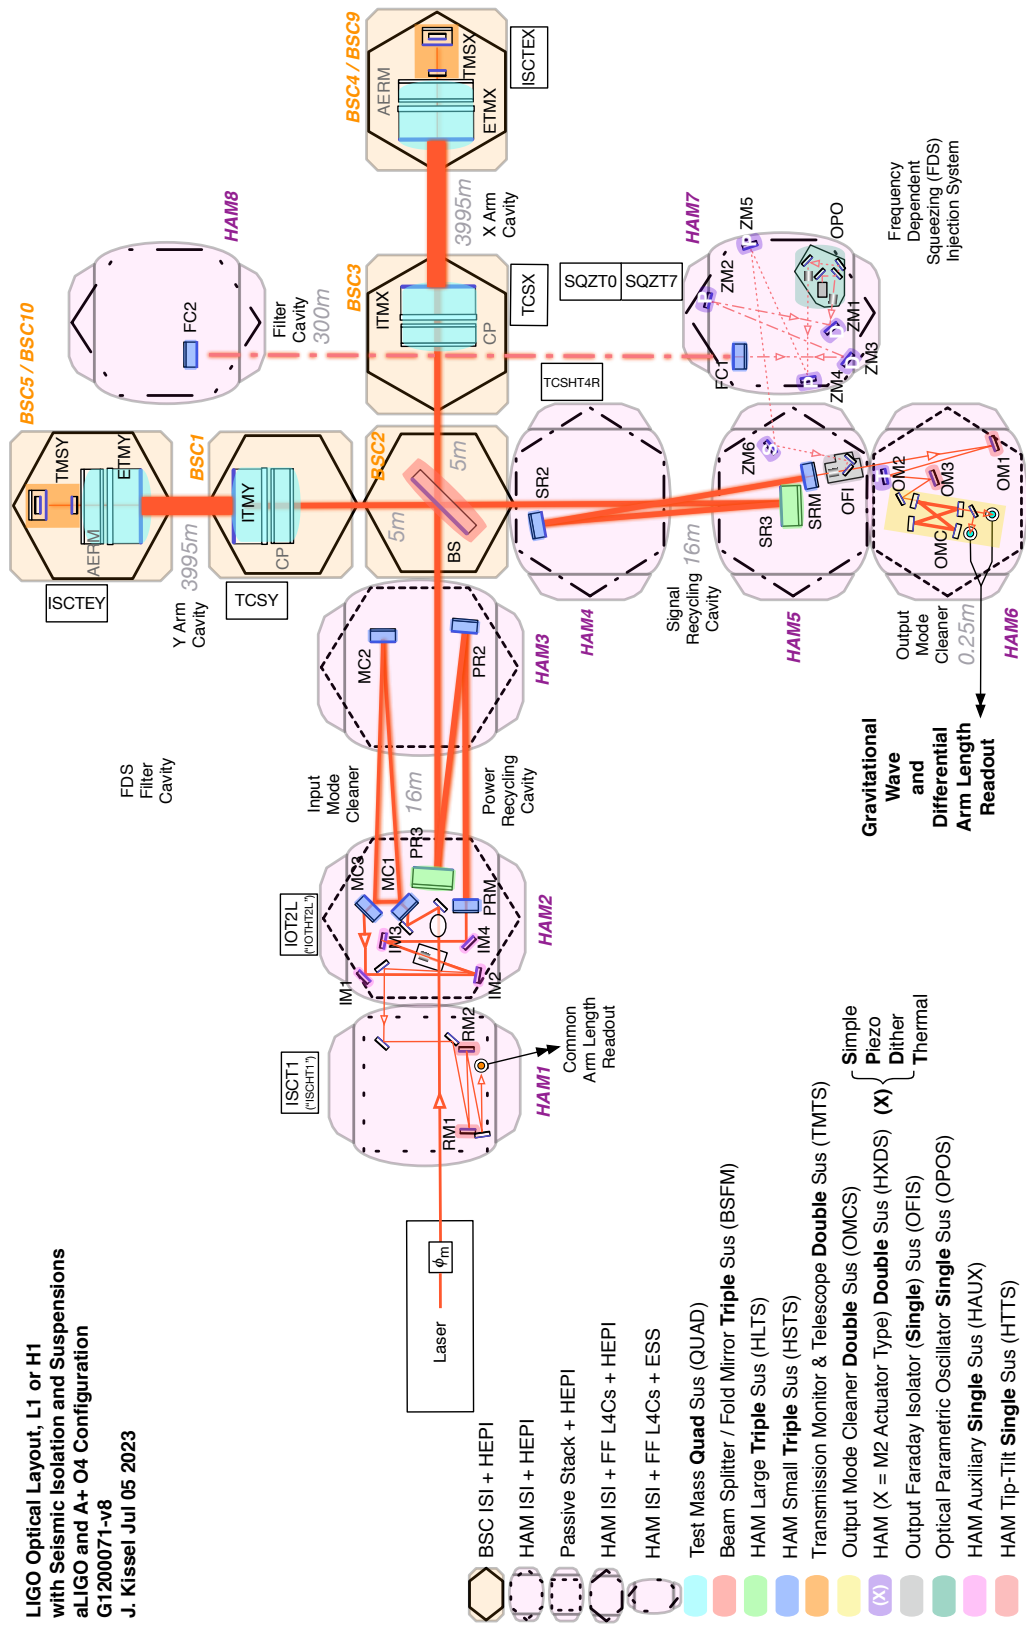 LIGO Optical Layout, L1 or H1
with Seismic Isolation and Suspensions
aLIGO and A+ O4 Configuration
G1200071-v8
J. Kissel Jul 05 2023
BSC5 / BSC10
TMSY
ETMY
AERM
ISCTEY
3995m
Y Arm
Cavity
BSC1
ITMY
CP
TCSY
HAM8
FC2
Filter
Cavity
300m
BSC4 / BSC9
AERM
TMSX
ETMX
ISCTEX
3995m
X Arm
Cavity
BSC3
ITMX
CP
TCSX
BSC2
5m
5m
BS
FDS
Filter
Cavity
Input
Mode
Cleaner
16m
Power
Recycling
Cavity
MC2
PR2
HAM3
IOT2L
("IOTHT2L")
MC3
MC1
PR3
PRM
IM1
IM2
IM3
IM4
HAM2
ISCT1
("ISCHT1")
RM1
RM2
HAM1
Common
Arm Length
Readout
Laser
ϕm
SQZT0
SQZT7
TCSHT4R
HAM7
ZM2
ZM5
OPO
FC1
ZM1
ZM3
ZM4
Frequency
Dependent
Squeezing (FDS)
Injection System
SR2
HAM4
Signal
Recycling
Cavity
16m
ZM6
SR3
SRM
OFI
HAM5
OM2
OM3
OM1
OMC
Output
Mode
Cleaner
0.25m
HAM6
Gravitational
Wave
and
Differential
Arm Length
Readout
BSC ISI + HEPI
HAM ISI + HEPI
Passive Stack + HEPI
HAM ISI + FF L4Cs + HEPI
HAM ISI + FF L4Cs + ESS
Test Mass Quad Sus (QUAD)
Beam Splitter / Fold Mirror Triple Sus (BSFM)
HAM Large Triple Sus (HLTS)
HAM Small Triple Sus (HSTS)
Transmission Monitor & Telescope Double Sus (TMTS)
Output Mode Cleaner Double Sus (OMCS)
(X) HAM (X = M2 Actuator Type) Double Sus (HXDS) (X)
Simple
Piezo
Dither
Thermal
Output Faraday Isolator (Single) Sus (OFIS)
Optical Parametric Oscillator Single Sus (OPOS)
HAM Auxiliary Single Sus (HAUX)
HAM Tip-Tilt Single Sus (HTTS)